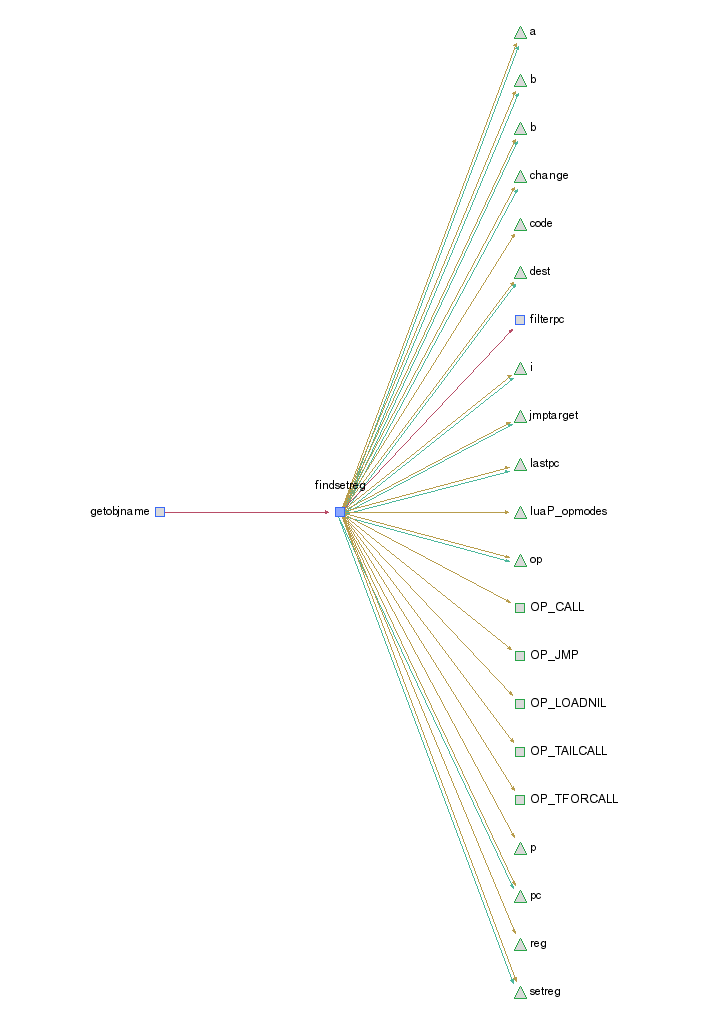 a
b
b
change
code
dest
filterpc
i
jmptarget
lastpc
findsetreg
getobjname
luaP_opmodes
op
OP_CALL
OP_JMP
OP_LOADNIL
OP_TAILCALL
OP_TFORCALL
p
pc
reg
setreg